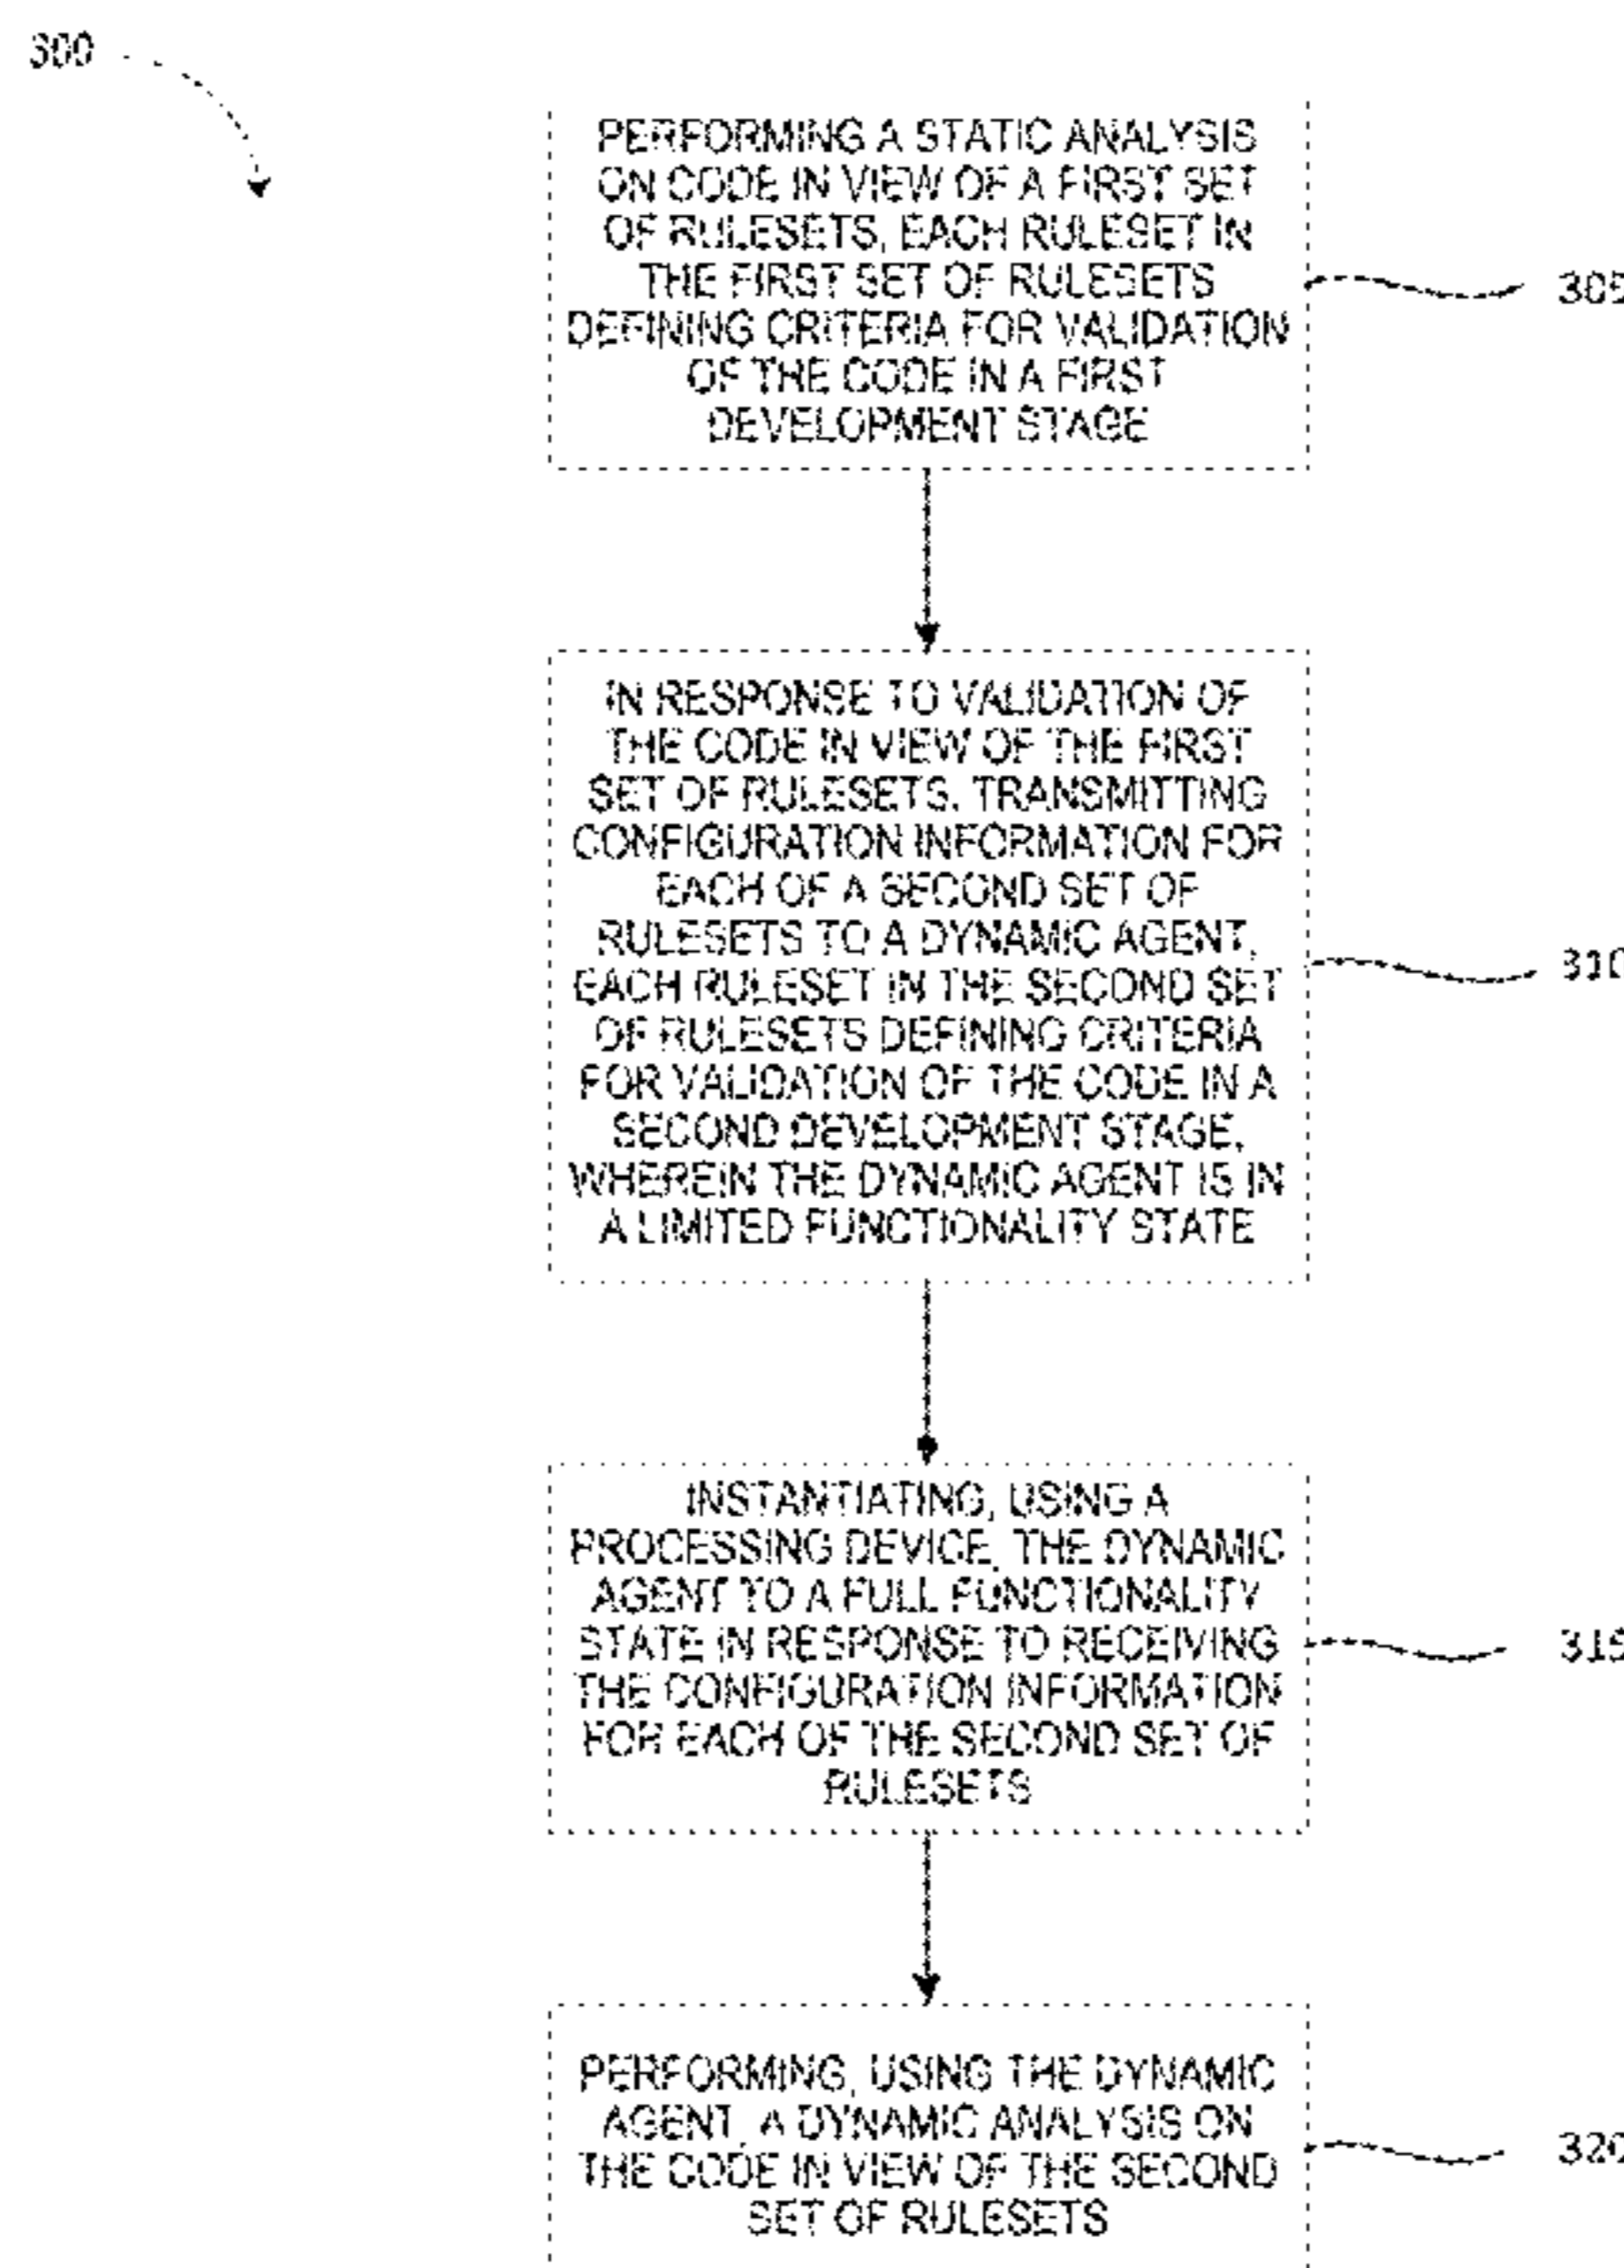 300
PERFORMING A STATIC ANALYSIS
ON CODE IN VIEW OF A FIRST SET
OF RULESETS, EACH RULESET IN
THE FIRST SET OF RULESETS
DEFINING CRITERIA FOR VALIDATION
OF THE CODE IN A FIRST
DEVELOPMENT STAGE
305
IN RESPONSE TO VALIDATION OF
THE CODE IN VIEW OF THE FIRST
SET OF RULESETS, TRANSMITTING
CONFIGURATION INFORMATION FOR
EACH OF A SECOND SET OF
RULESETS TO A DYNAMIC AGENT,
EACH RULESET IN THE SECOND SET
OF RULESETS DEFINING CRITERIA
FOR VALIDATION OF THE CODE IN A
SECOND DEVELOPMENT STAGE,
WHEREIN THE DYNAMIC AGENT IS IN
A LIMITED FUNCTIONALITY STATE
310
INSTANTIATING, USING A
PROCESSING DEVICE, THE DYNAMIC
AGENT TO A FULL FUNCTIONALITY
STATE IN RESPONSE TO RECEIVING
THE CONFIGURATION INFORMATION
FOR EACH OF THE SECOND SET OF
RULESETS
315
PERFORMING, USING THE DYNAMIC
AGENT, A DYNAMIC ANALYSIS ON
THE CODE IN VIEW OF THE SECOND
SET OF RULESETS
320